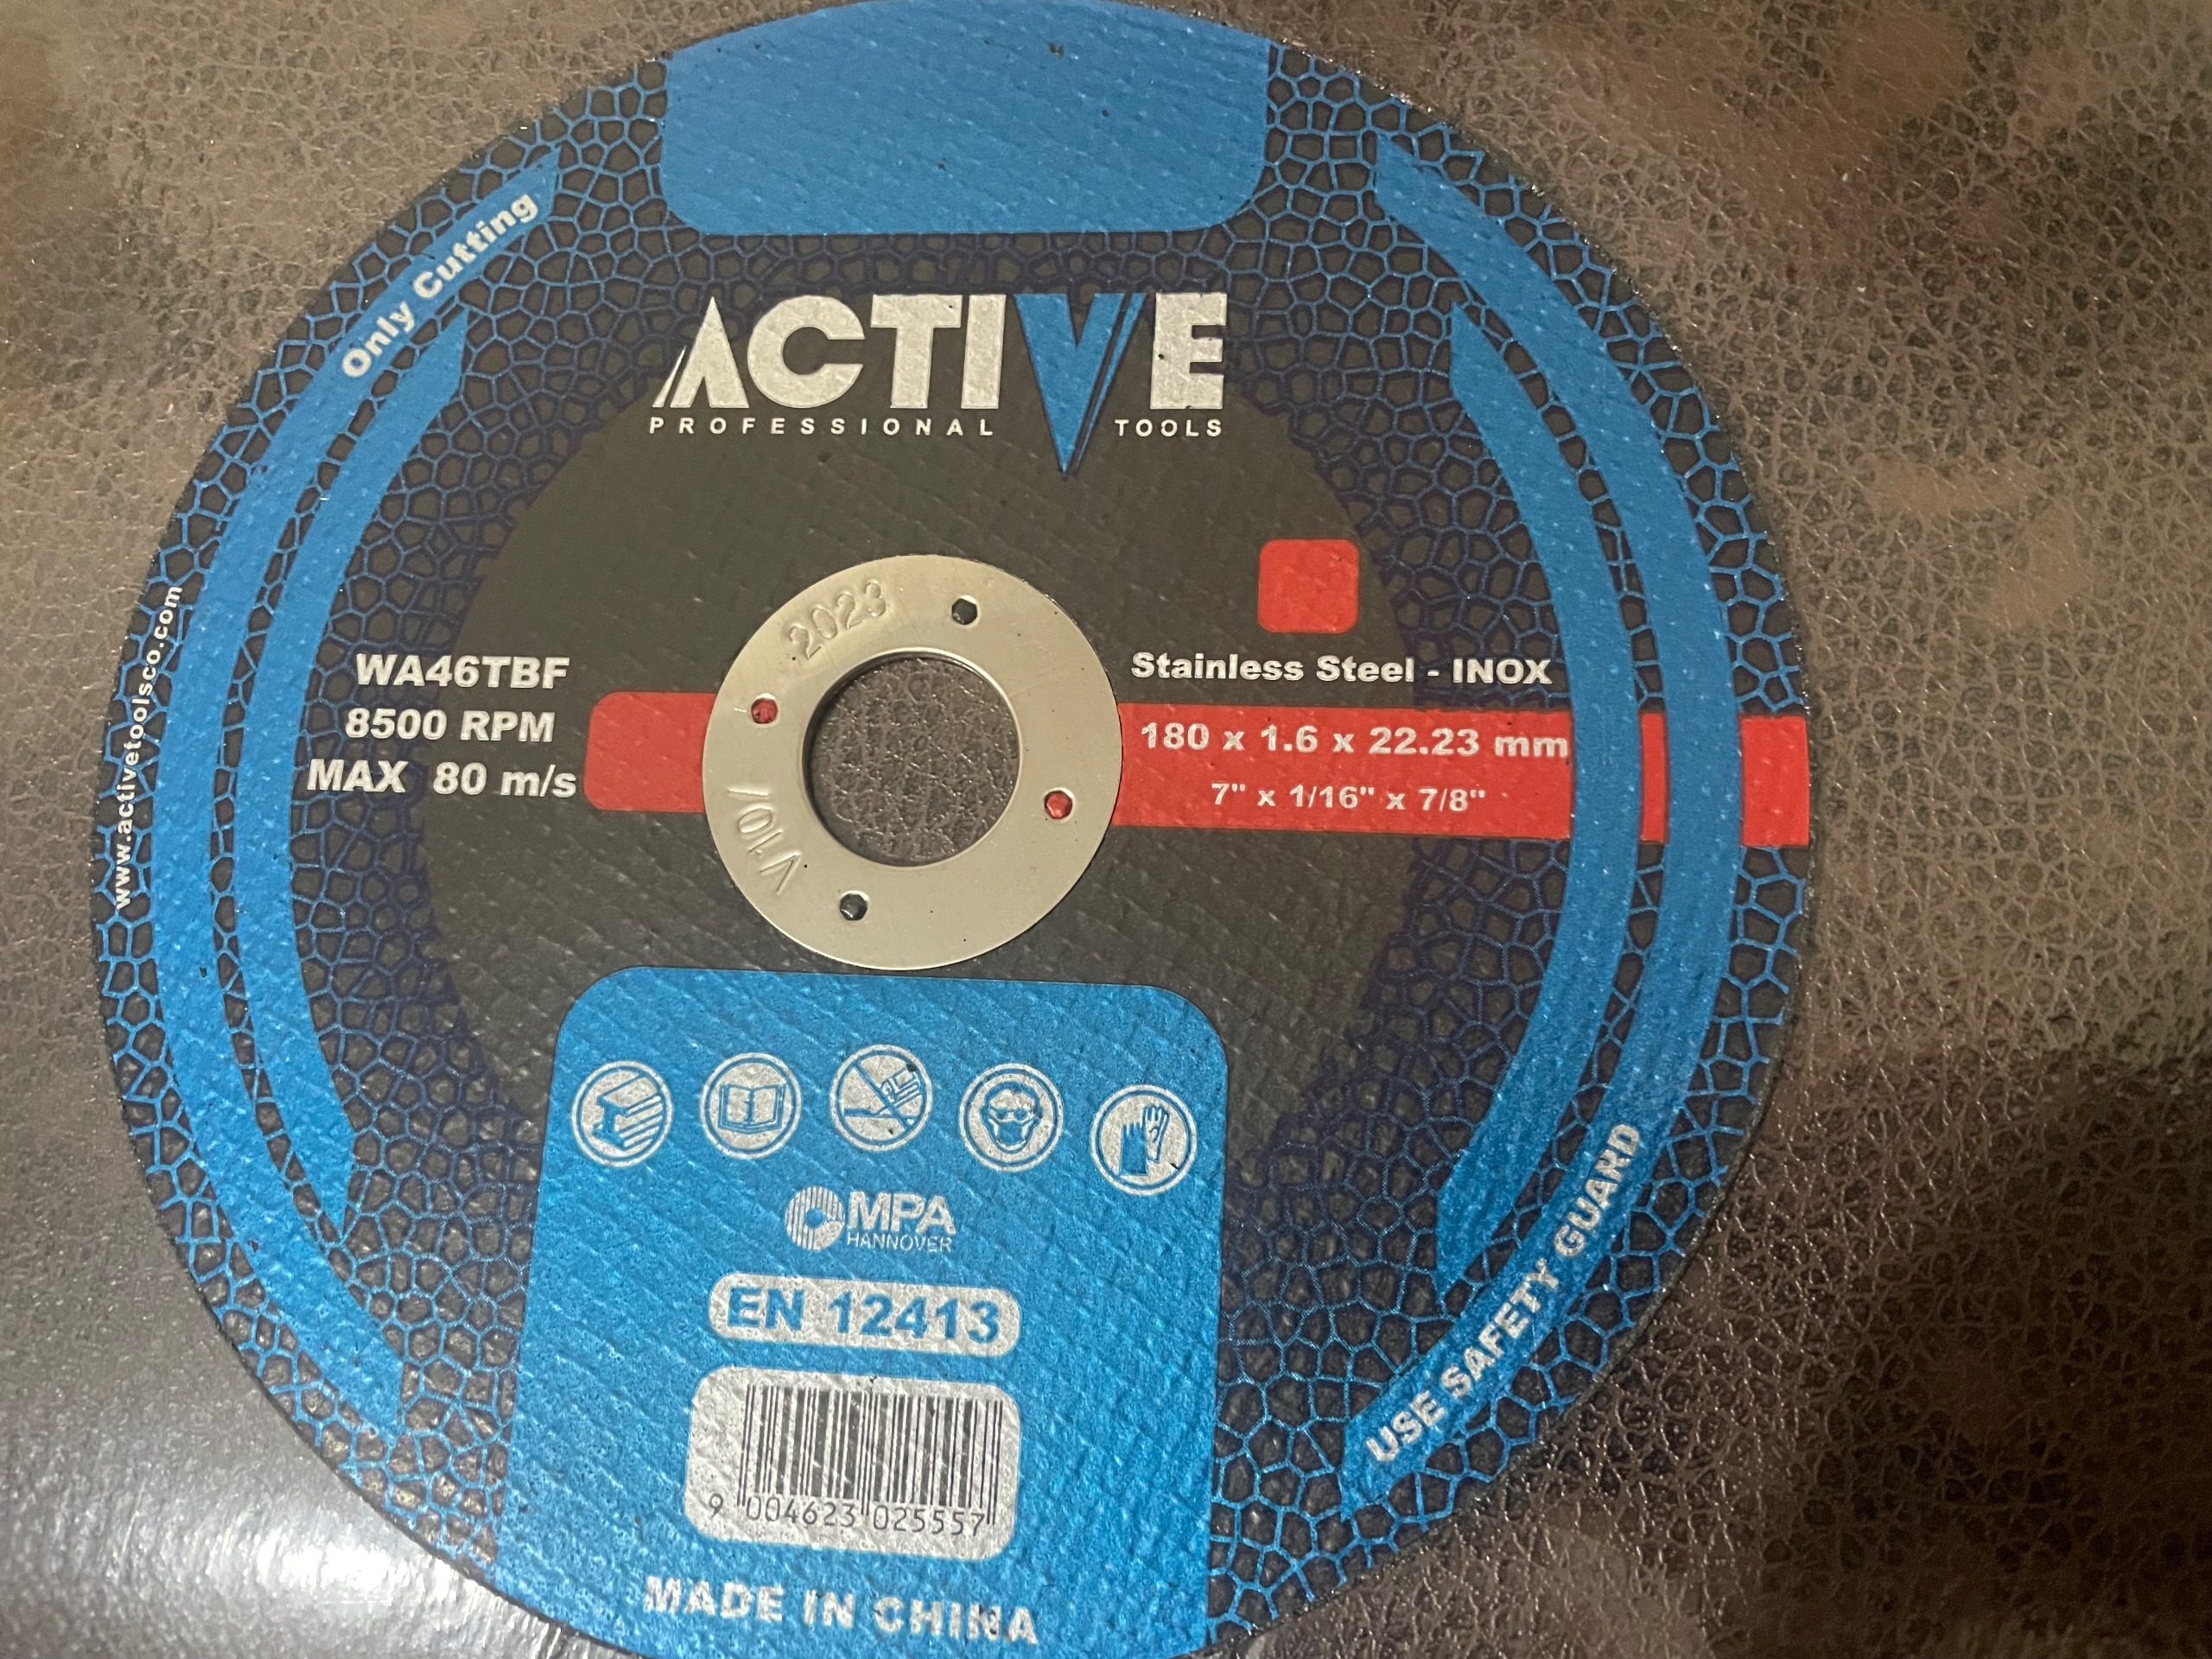 Only Cutting
ACTIVE
PROFESSIONAL TOOLS
www.activetoolsco.com
2023
V10/
WA46TBF
8500 RPM
MAX 80 m/s
Stainless Steel - INOX
180 x 1.6 x 22.23 mm
7" x 1/16" x 7/8"
MPA
HANNOVER
EN 12413
9 004623 025557
MADE IN CHINA
USE SAFETY GUARD